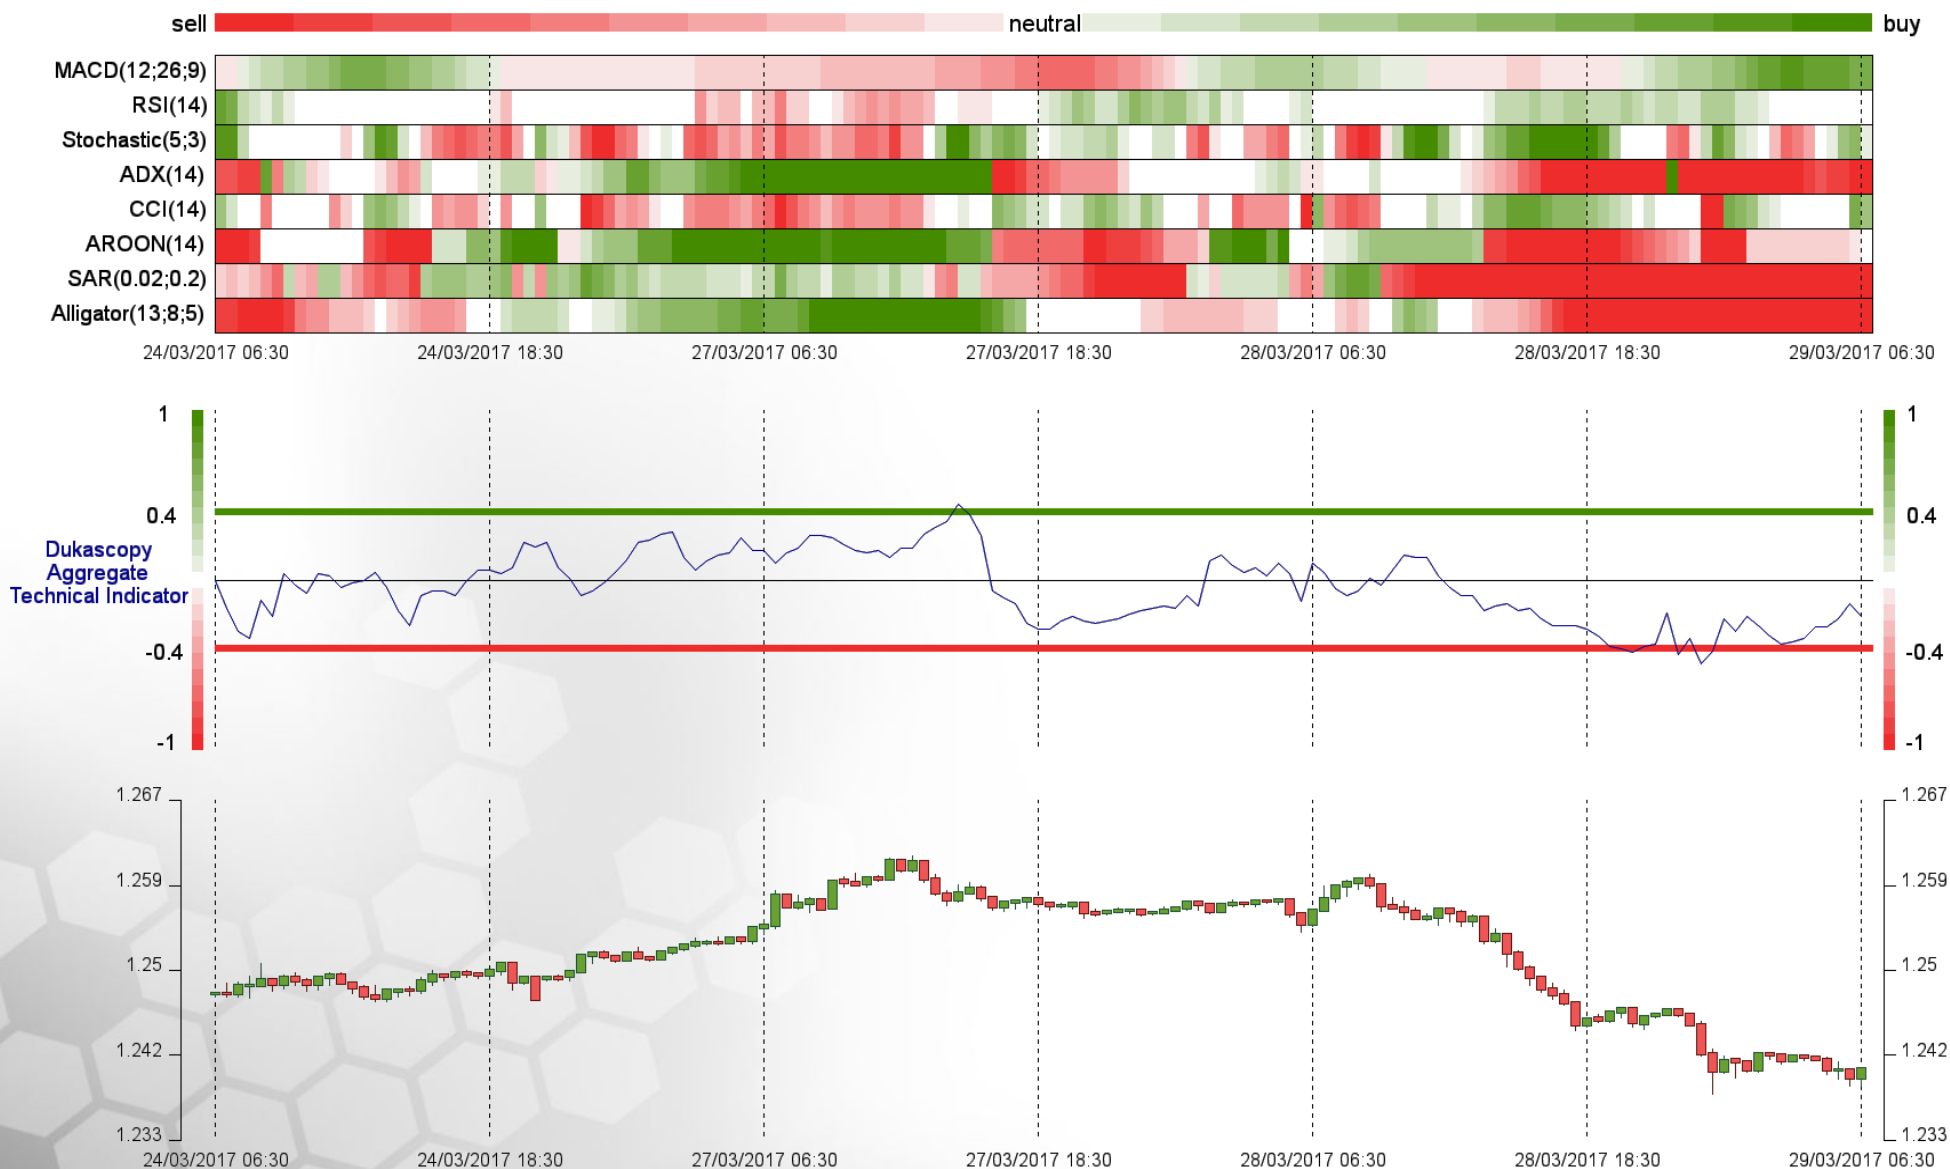 sell neutral buy
MACD(12;26;9)
RSI(14)
Stochastic(5;3)
ADX(14)
CCI(14)
AROON(14)
SAR(0.02;0.2)
Alligator(13;8;5)
24/03/2017 06:30 24/03/2017 18:30 27/03/2017 06:30 27/03/2017 18:30 28/03/2017 06:30 28/03/2017 18:30 29/03/2017 06:30
1 1
0.4 0.4
Dukascopy
Aggregate
Technical Indicator
-0.4 -0.4
-1 -1
1.267 1.267
1.259 1.259
1.25 1.25
1.242 1.242
1.233 1.233
24/03/2017 06:30 24/03/2017 18:30 27/03/2017 06:30 27/03/2017 18:30 28/03/2017 06:30 28/03/2017 18:30 29/03/2017 06:30